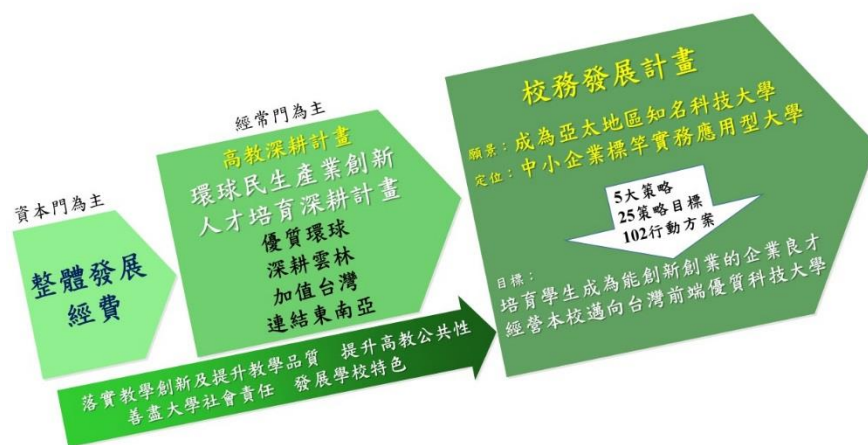 資本門為主
整體發展
經費
經常門為主
高教深耕計畫
環球民生產業創新
人才培育深耕計畫
優質環球
深耕雲林
加值台灣
連結東南亞
落實教學創新及提升教學品質 提升高教公共性
善盡大學社會責任 發展學校特色
校務發展計畫
願景：成為亞太地區知名科技大學
定位：中小企業標竿實務應用型大學
5大策略
25策略目標
102行動方案
目標：
培育學生成為能創新創業的企業良才
經營本校邁向台灣前端優質科技大學